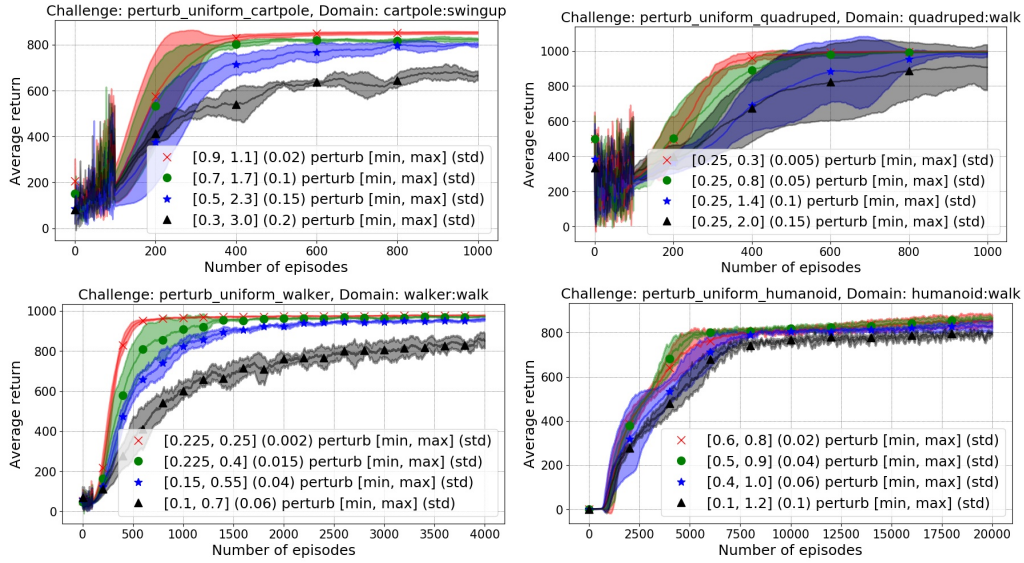 Challenge: perturb_uniform_cartpole, Domain: cartpole:swingup
800
600
400
200
0
Average return
[0.9, 1.1] (0.02) perturb [min, max] (std)
[0.7, 1.7] (0.1) perturb [min, max] (std)
[0.5, 2.3] (0.15) perturb [min, max] (std)
[0.3, 3.0] (0.2) perturb [min, max] (std)
0 200 400 600 800 1000
Number of episodes
Challenge: perturb_uniform_quadruped, Domain: quadruped:walk
1000
800
600
400
200
0
Average return
[0.25, 0.3] (0.005) perturb [min, max] (std)
[0.25, 0.8] (0.05) perturb [min, max] (std)
[0.25, 1.4] (0.1) perturb [min, max] (std)
[0.25, 2.0] (0.15) perturb [min, max] (std)
0 200 400 600 800 1000
Number of episodes
Challenge: perturb_uniform_walker, Domain: walker:walk
1000
800
600
400
200
0
Average return
[0.225, 0.25] (0.002) perturb [min, max] (std)
[0.225, 0.4] (0.015) perturb [min, max] (std)
[0.15, 0.55] (0.04) perturb [min, max] (std)
[0.1, 0.7] (0.06) perturb [min, max] (std)
0 500 1000 1500 2000 2500 3000 3500 4000
Number of episodes
Challenge: perturb_uniform_humanoid, Domain: humanoid:walk
800
600
400
200
0
Average return
[0.6, 0.8] (0.02) perturb [min, max] (std)
[0.5, 0.9] (0.04) perturb [min, max] (std)
[0.4, 1.0] (0.06) perturb [min, max] (std)
[0.1, 1.2] (0.1) perturb [min, max] (std)
0 2500 5000 7500 10000 12500 15000 17500 20000
Number of episodes